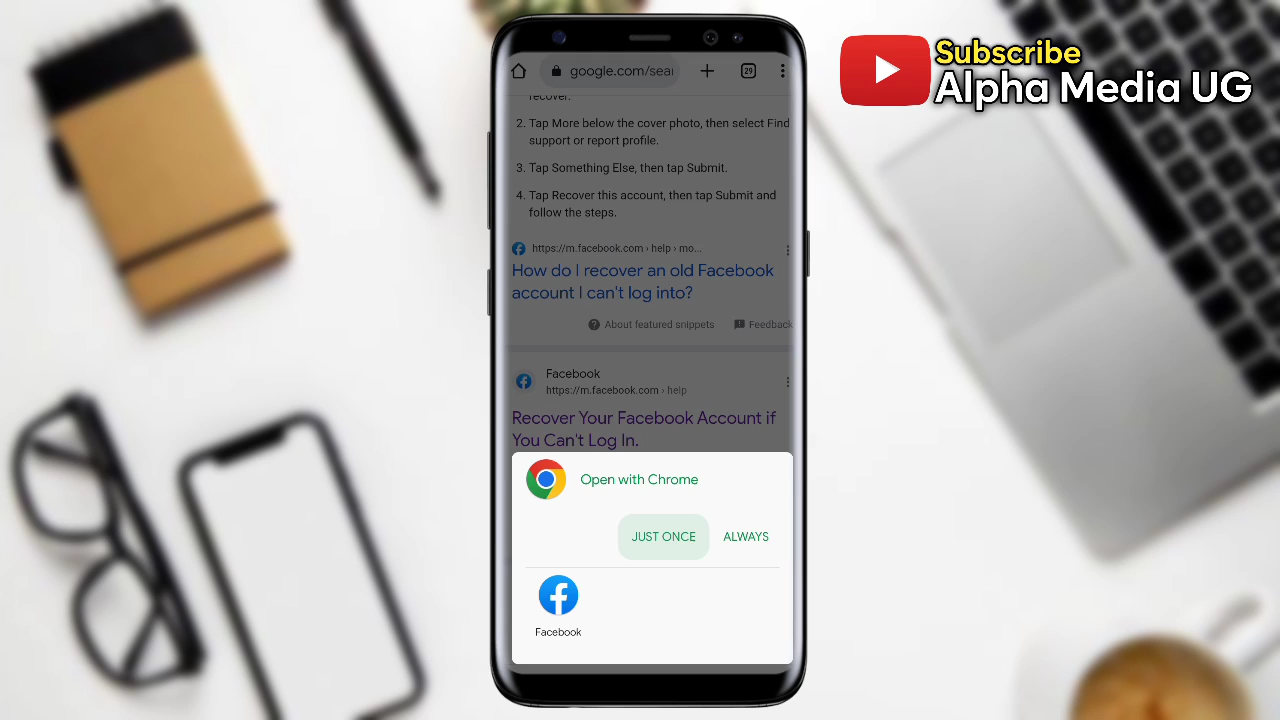 Subscribe
Alpha Media UG
29
google.com/sear
recover.
2. Tap More below the cover photo, then select Find
support or report profile.
3. Tap Something Else, then tap Submit.
4. Tap Recover this account, then tap Submit and
follow the steps.
https://m.facebook.com › help › mo...
How do I recover an old Facebook
account I can't log into?
About featured snippets
Feedback
Facebook
https://m.facebook.com › help
Recover Your Facebook Account if
You Can't Log In.
Open with Chrome
JUST ONCE
ALWAYS
Facebook